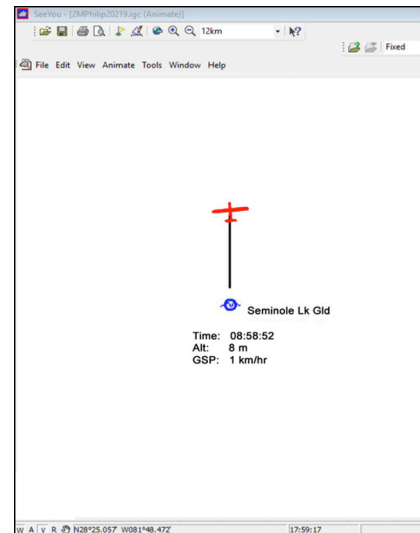 SeeYou - [2MPhilip20219.igc (Animate)]
12km
Fixed
File Edit View Animate Tools Window Help
Seminole Lk Gld
Time: 08:58:52
Alt: 8 m
GSP: 1 km/hr
W A V R N28°25.057' W081°48.472' 17:59:17